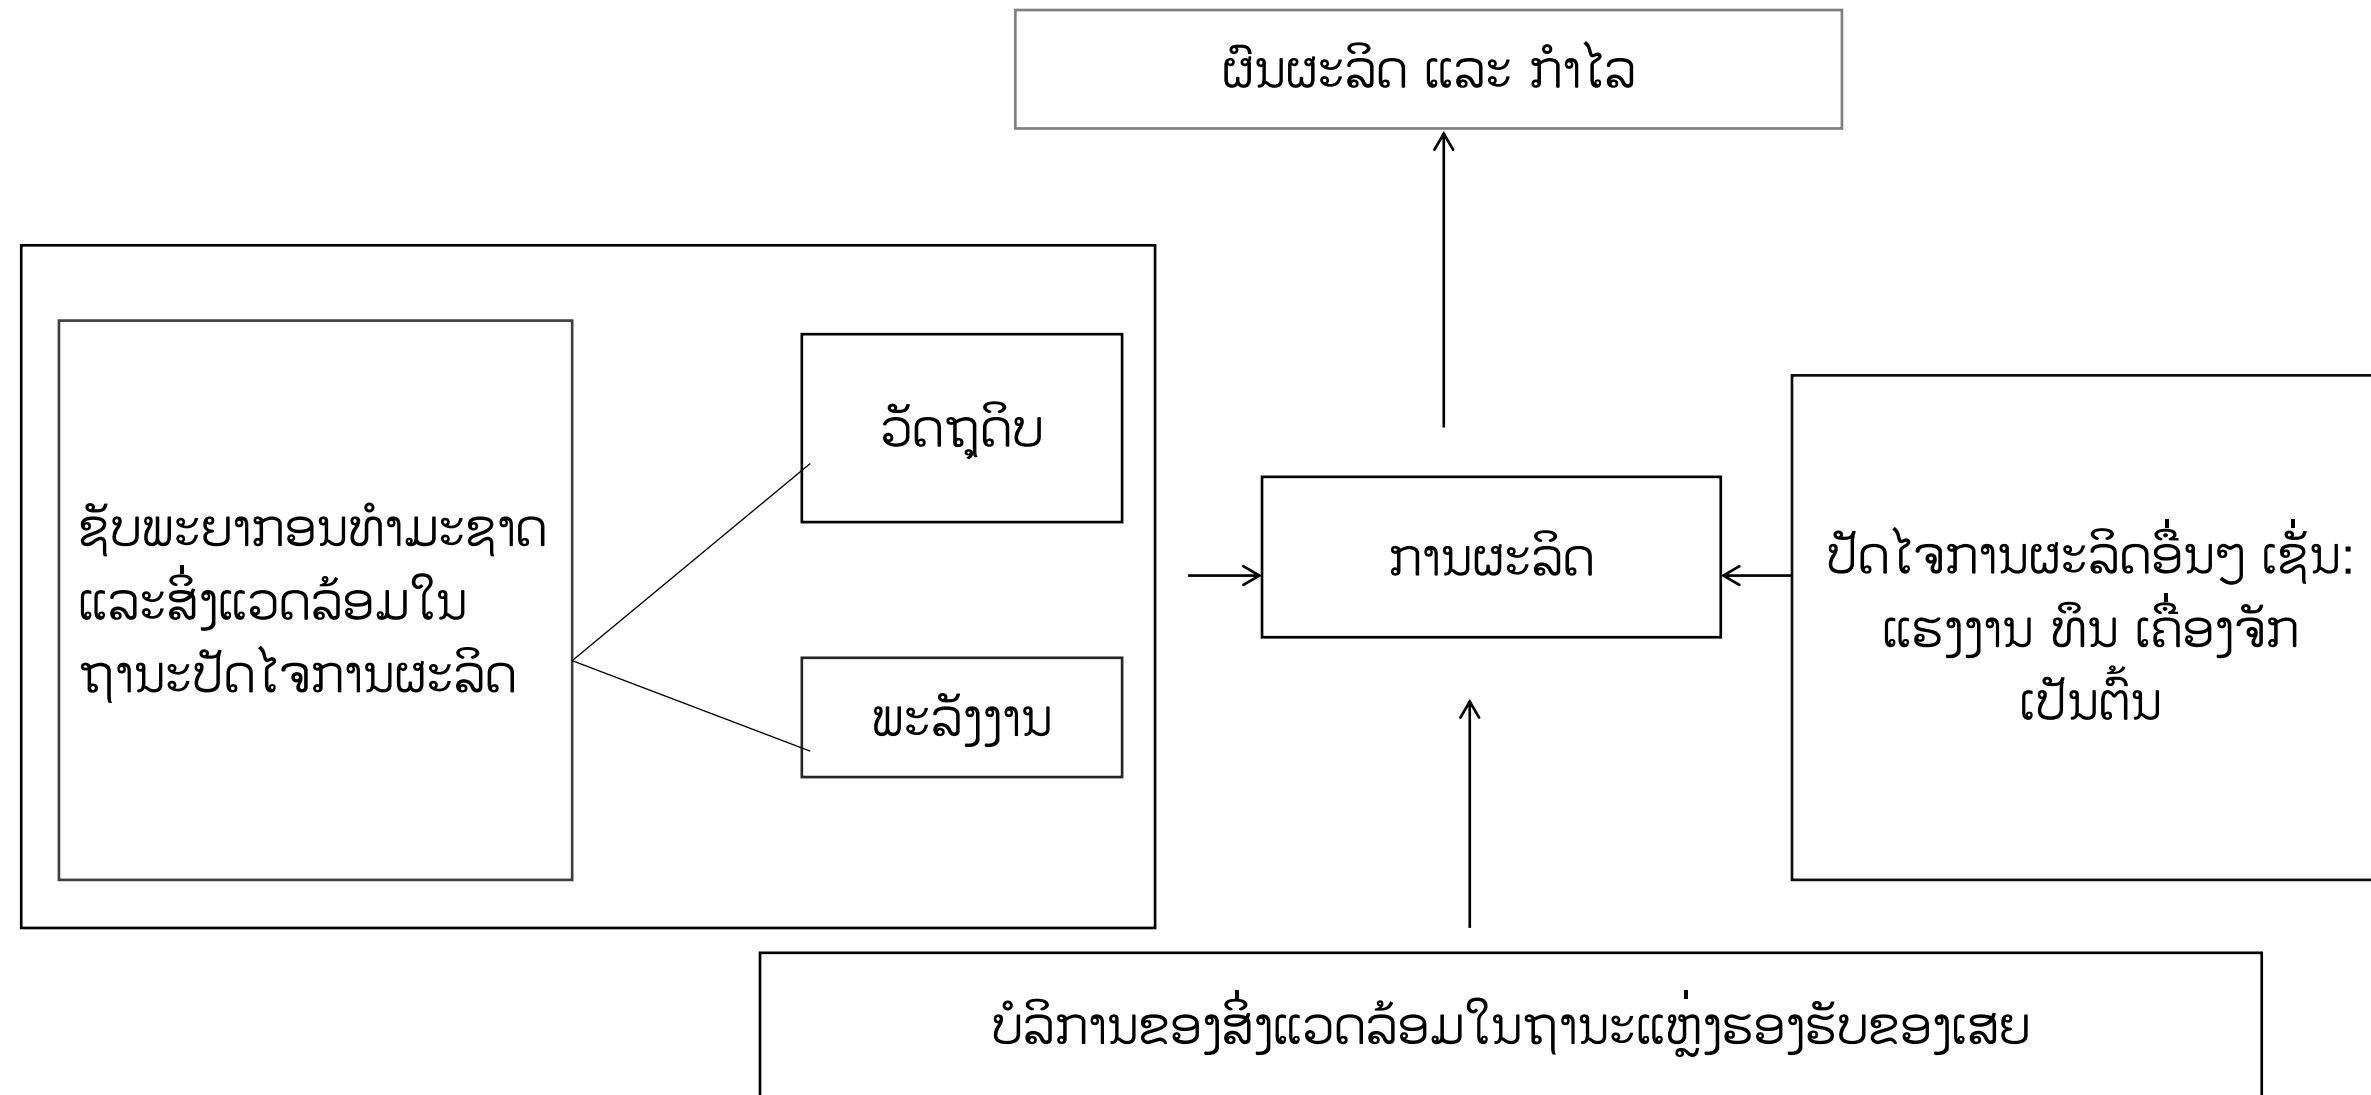 ຜົນຜະລິດ ແລະ ກຳໄລ
ວັດຖຸດິບ
ຊັບພະຍາກອນທຳມະຊາດ
ແລະສິ່ງແວດລ້ອມໃນ
ຖານະປັດໄຈການຜະລິດ
ພະລັງງານ
ການຜະລິດ
ປັດໄຈການຜະລິດອື່ນໆ ເຊັ່ນ:
ແຮງງານ ທຶນ ເຄື່ອງຈັກ
ເປັນຕົ້ນ
ບໍລິການຂອງສິ່ງແວດລ້ອມໃນຖານະແຫຼ່ງຮອງຮັບຂອງເສຍ